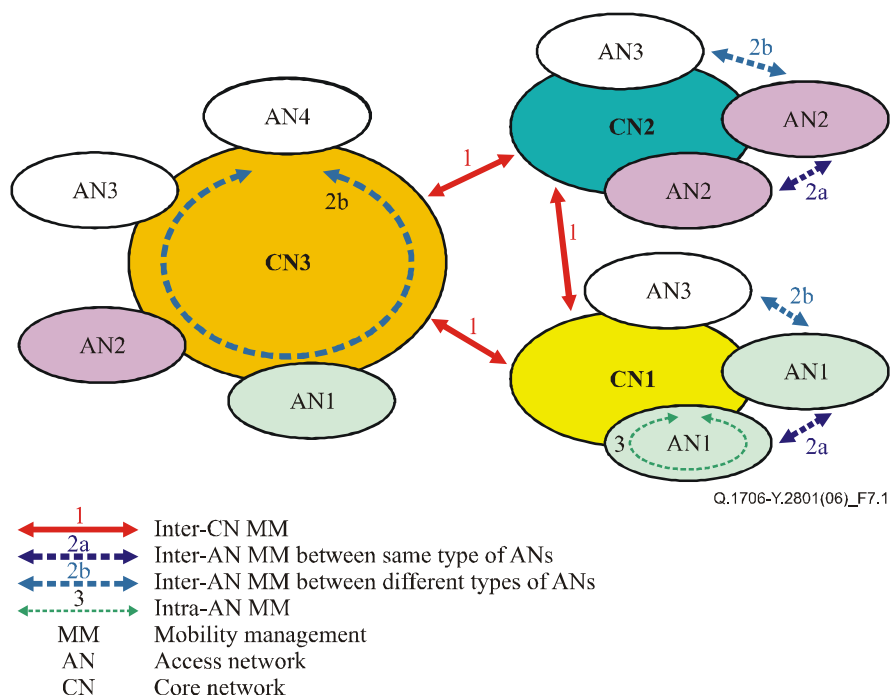 AN3
2b
AN4
CN2
AN2
1
AN3
AN2
2a
2b
1
CN3
AN3
2b
1
AN2
CN1
AN1
AN1
3
AN1
2a
Q.1706-Y.2801(06)_F7.1
1
Inter-CN MM
2a
Inter-AN MM between same type of ANs
2b
Inter-AN MM between different types of ANs
3
Intra-AN MM
MM Mobility management
AN Access network
CN Core network